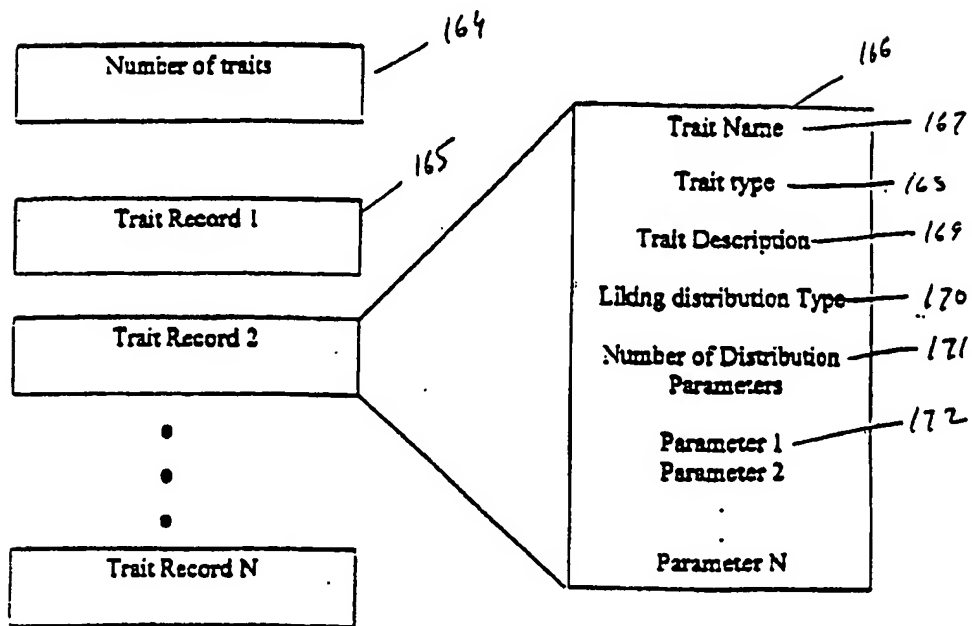 164
Number of traits
165
Trait Record 1
Trait Record 2
Trait Record N
166
Trait Name 167
Trait type 168
Trait Description 169
Liking distribution Type 170
Number of Distribution 171
Parameters
Parameter 1 172
Parameter 2
Parameter N